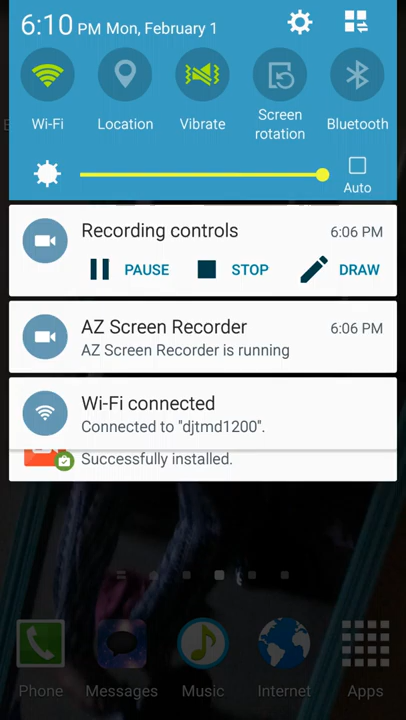 6:10 PM Mon, February 1
Wi-Fi
Location
Vibrate
Screen
rotation
Bluetooth
Auto
Recording controls 6:06 PM
PAUSE STOP DRAW
AZ Screen Recorder 6:06 PM
AZ Screen Recorder is running
Wi-Fi connected
Connected to "djtmd1200".
Successfully installed.
Phone Messages Music Internet Apps